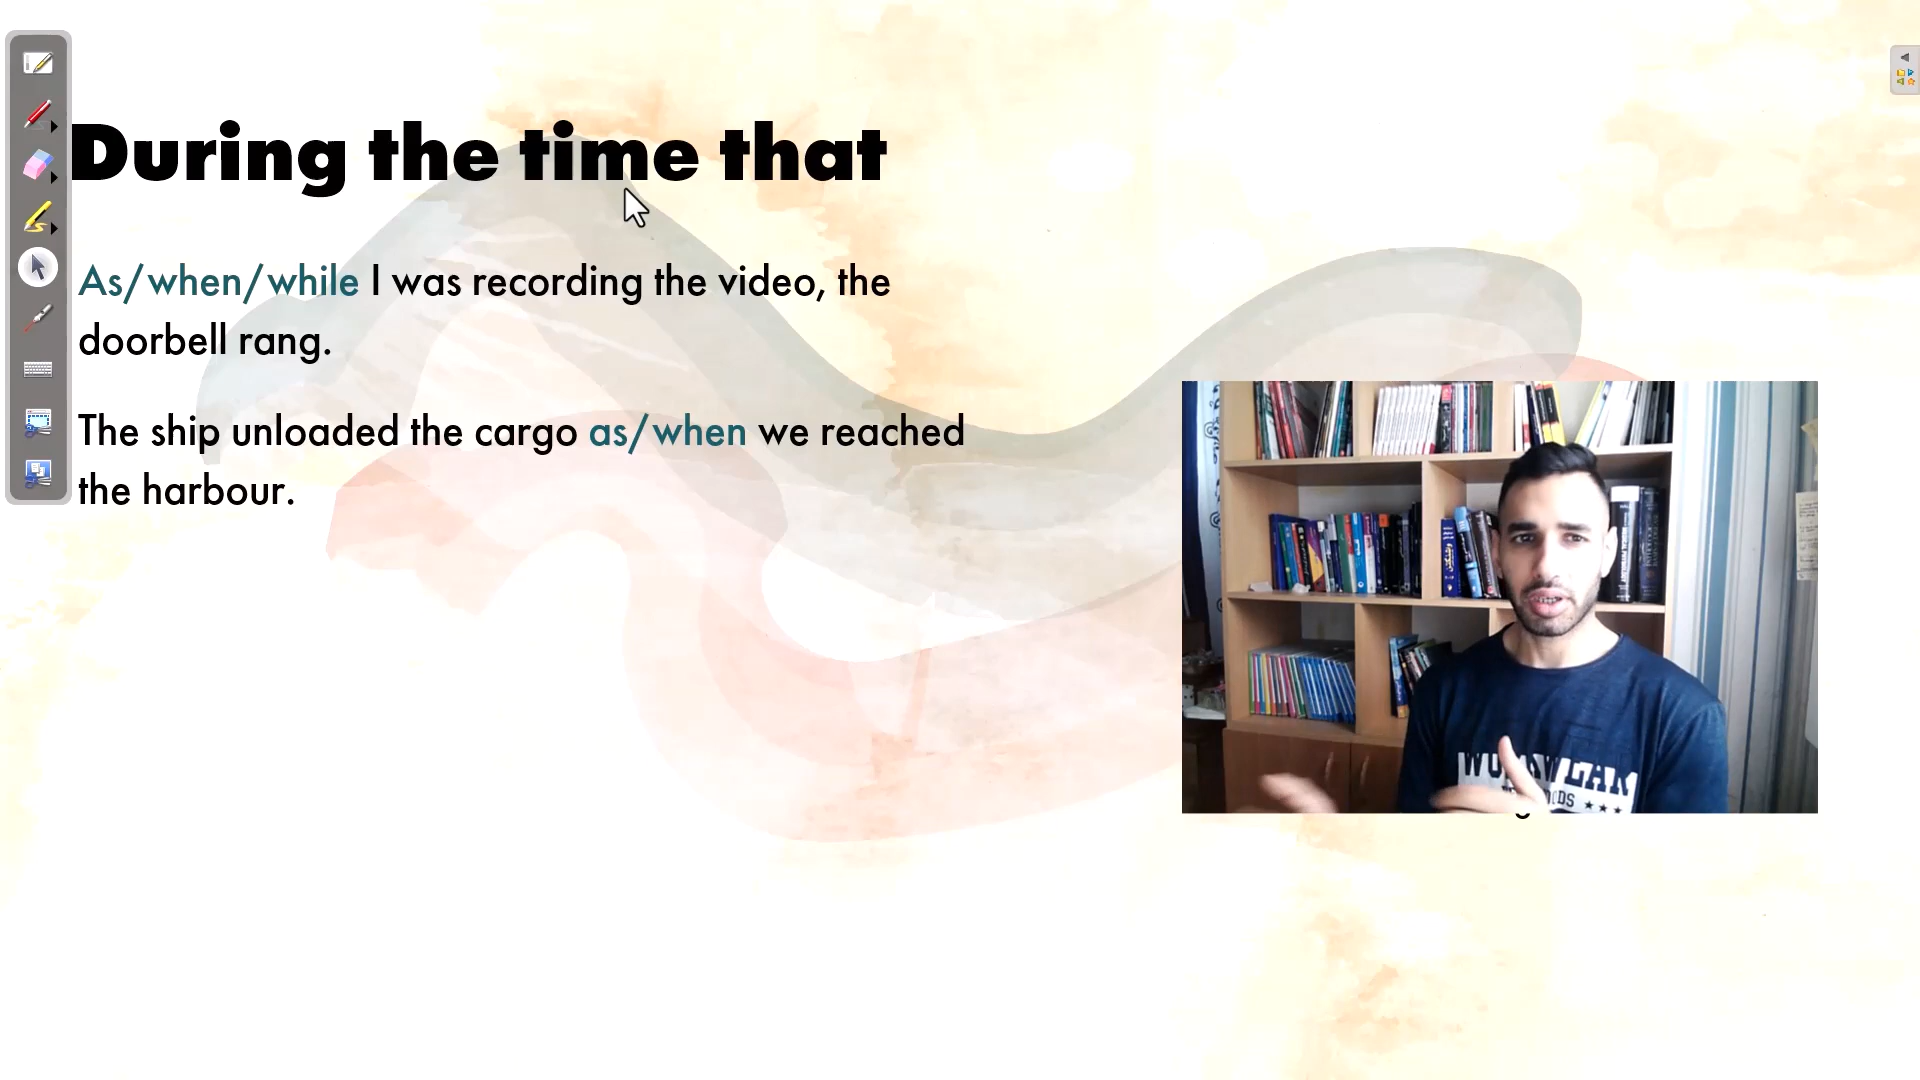 During the time that
As/when/while I was recording the video, the
doorbell rang.
The ship unloaded the cargo as/when we reached
the harbour.
WORKWEAR